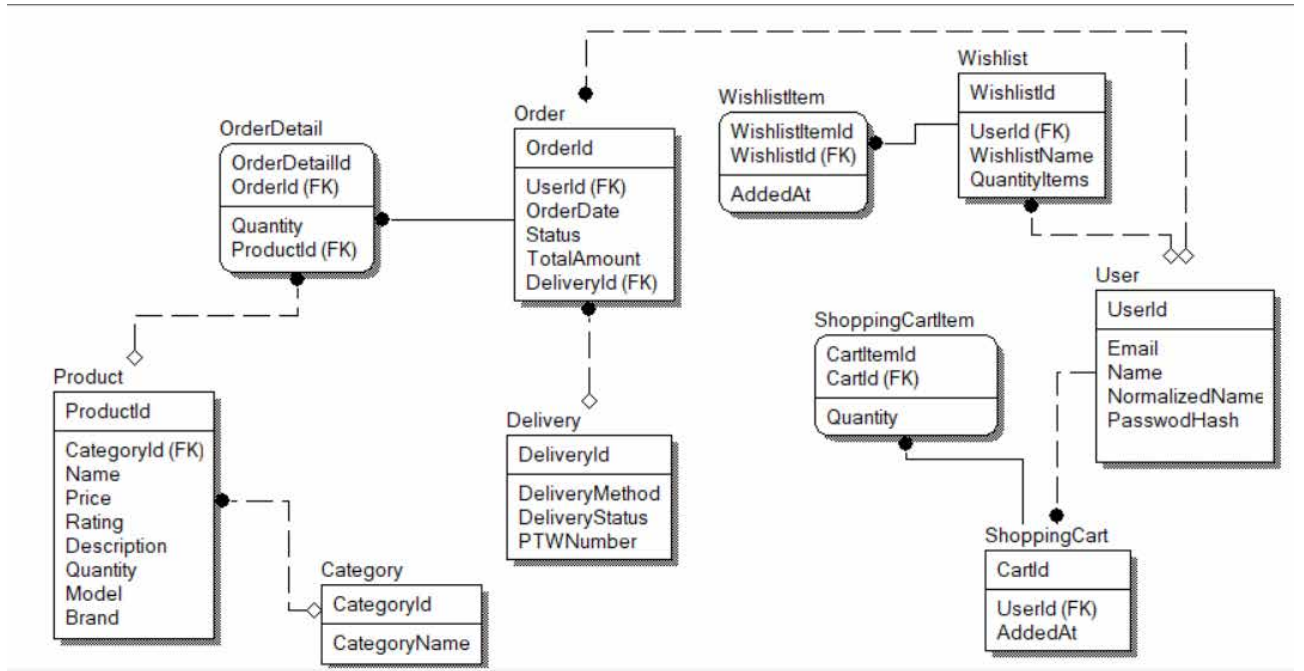 OrderDetail
OrderDetailId
OrderId (FK)
Quantity
ProductId (FK)
Order
OrderId
UserId (FK)
OrderDate
Status
TotalAmount
DeliveryId (FK)
WishlistItem
WishlistItemId
WishlistId (FK)
AddedAt
Wishlist
WishlistId
UserId (FK)
WishlistName
QuantityItems
User
UserId
Email
Name
NormalizedName
PasswodHash
ShoppingCartItem
CartItemId
CartId (FK)
Quantity
Product
ProductId
CategoryId (FK)
Name
Price
Rating
Description
Quantity
Model
Brand
Delivery
DeliveryId
DeliveryMethod
DeliveryStatus
PTWNumber
Category
CategoryId
CategoryName
ShoppingCart
CartId
UserId (FK)
AddedAt